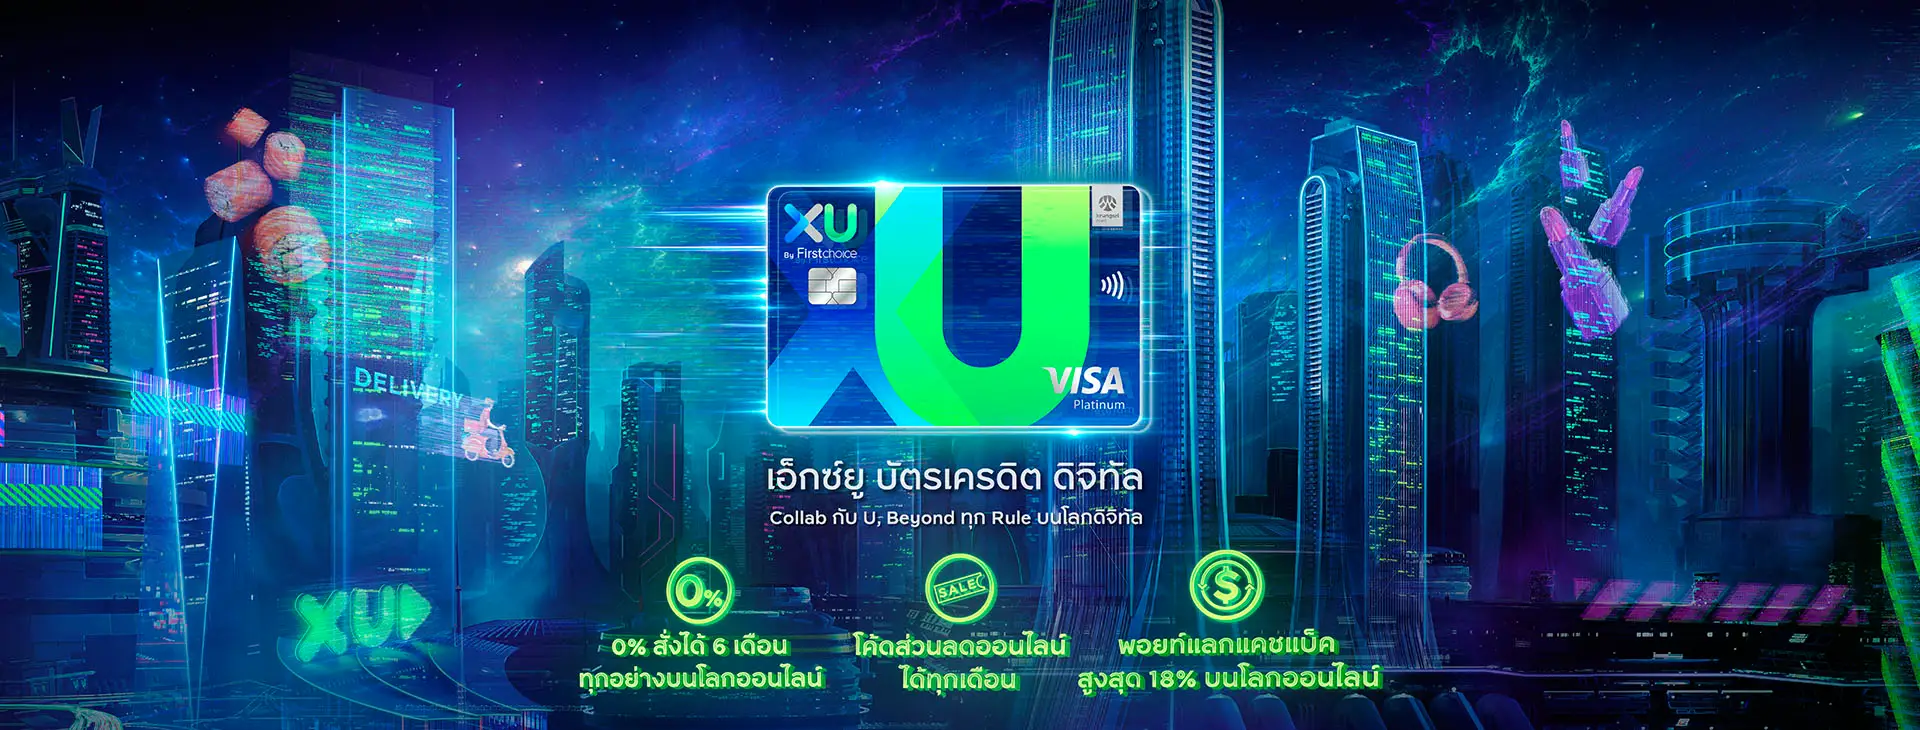 XU
By Firstchoice
krungsri
VISA
Platinum
DELIVERY
เอ็กซ์ยู บัตรเครดิต ดิจิทัล
Collab กับ U, Beyond ทุก Rule บนโลกดิจิทัล
XU
0%
0% สั่งได้ 6 เดือน
ทุกอย่างบนโลกออนไลน์
SALE
โค้ดส่วนลดออนไลน์
ได้ทุกเดือน
$
พอยท์แลกแคชแบ็ค
สูงสุด 18% บนโลกออนไลน์